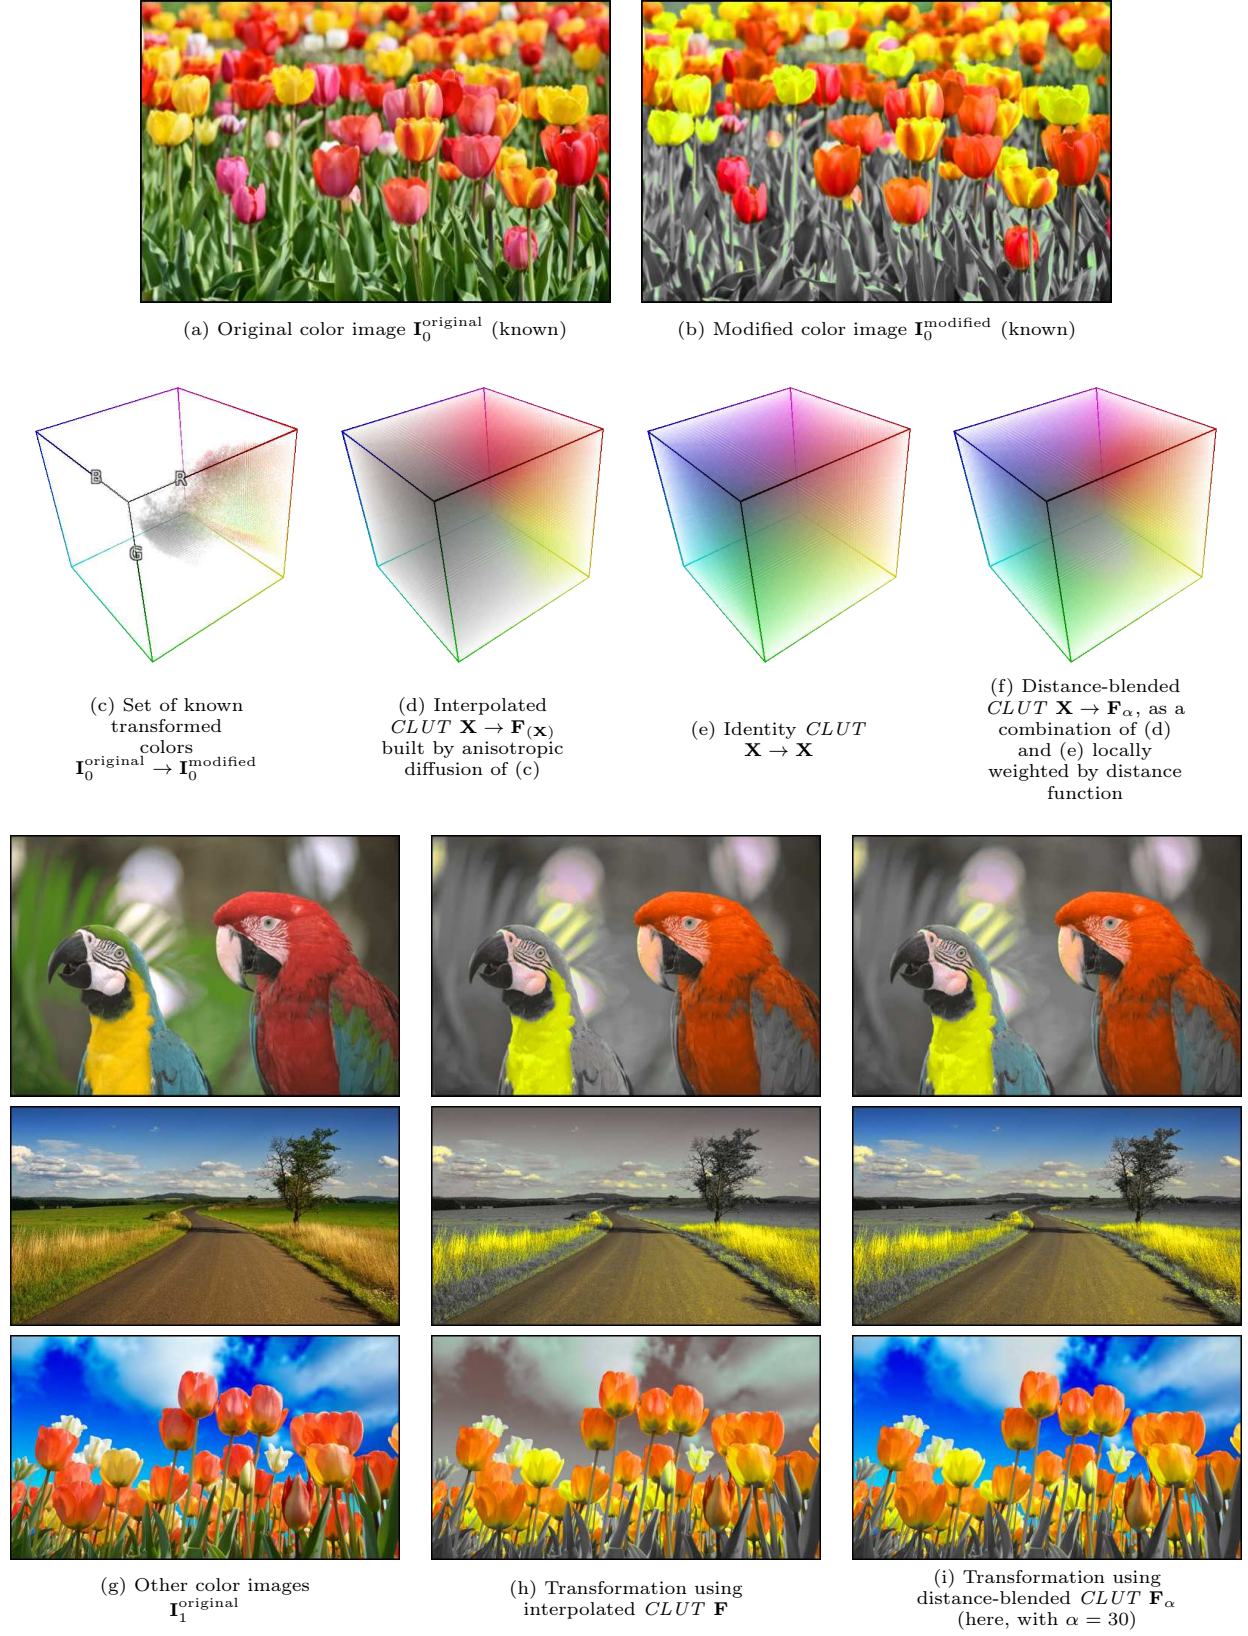 (a) Original color image I₀^original (known)
(b) Modified color image I₀^modified (known)
B
R
G
(c) Set of known
transformed
colors
I₀^original → I₀^modified
(d) Interpolated
CLUT X → F(X)
built by anisotropic
diffusion of (c)
(e) Identity CLUT
X → X
(f) Distance-blended
CLUT X → Fα, as a
combination of (d)
and (e) locally
weighted by distance
function
(g) Other color images
I₁^original
(h) Transformation using
interpolated CLUT F
(i) Transformation using
distance-blended CLUT Fα
(here, with α = 30)